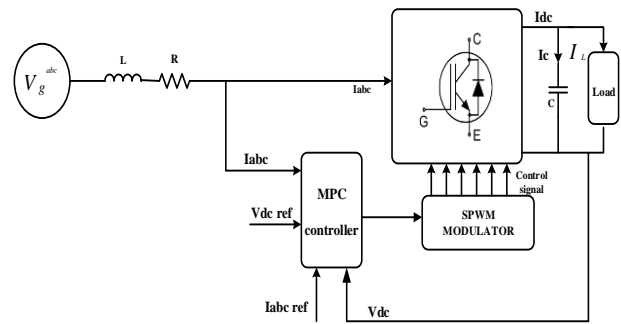 V g abc
L
R
Iabc
C
G
E
Idc
Ic
I L
C
Load
Iabc
MPC
controller
Vdc ref
Control
signal
SPWM
MODULATOR
Iabc ref
Vdc